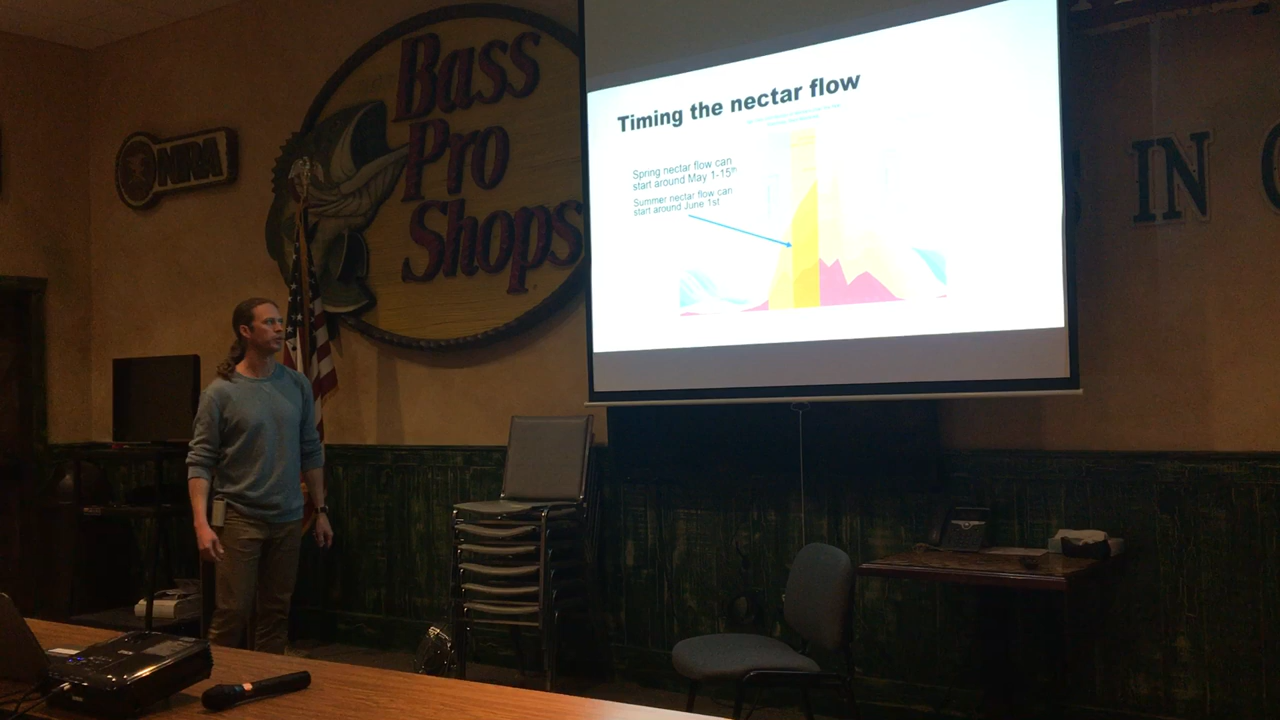 NRA
Bass
Pro
Shops
Timing the nectar flow
Spring nectar flow can
start around May 1-15th
Summer nectar flow can
start around June 1st
IN